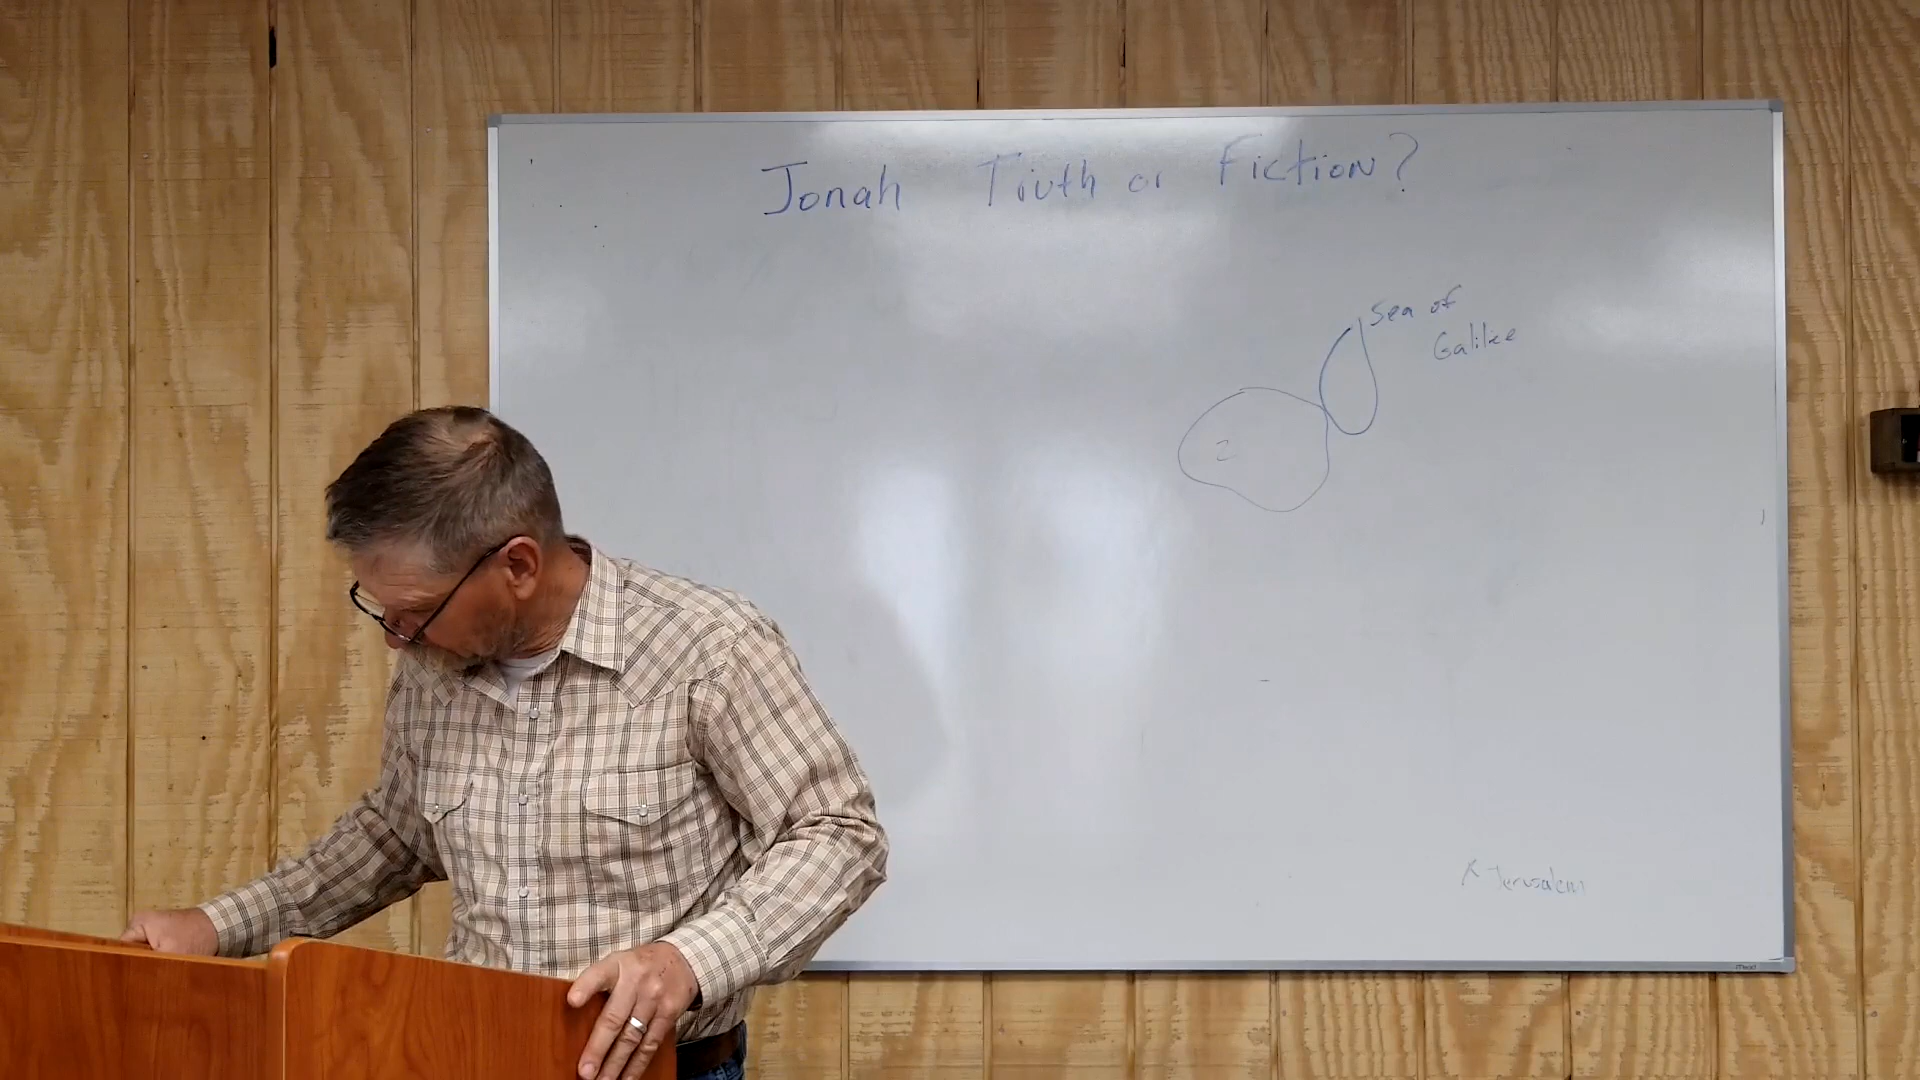 Jonah Truth or Fiction?
Sea of
Galilee
Z
x Jerusalem